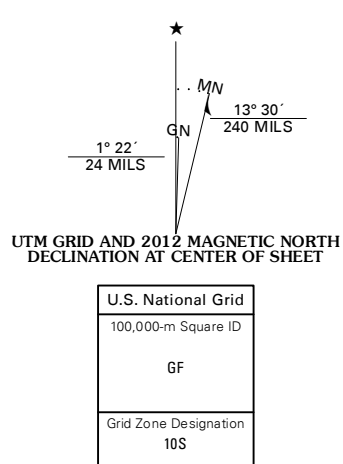 ★
MN
GN
13° 30´
240 MILS
1° 22´
24 MILS
UTM GRID AND 2012 MAGNETIC NORTH
DECLINATION AT CENTER OF SHEET
U.S. National Grid
100,000-m Square ID
GF
Grid Zone Designation
10S